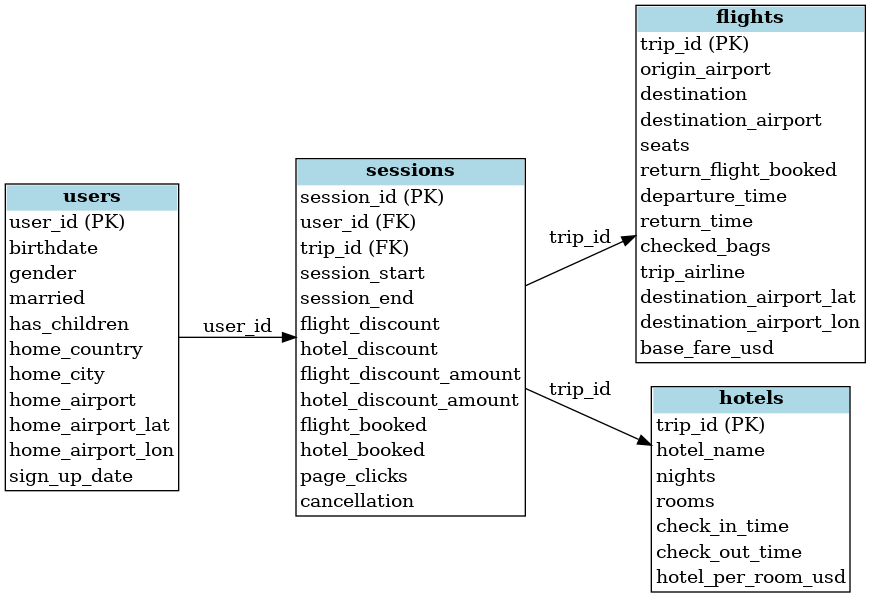 users
user_id (PK)
birthdate
gender
married
has_children
home_country
home_city
home_airport
home_airport_lat
home_airport_lon
sign_up_date
user_id
sessions
session_id (PK)
user_id (FK)
trip_id (FK)
session_start
session_end
flight_discount
hotel_discount
flight_discount_amount
hotel_discount_amount
flight_booked
hotel_booked
page_clicks
cancellation
trip_id
trip_id
flights
trip_id (PK)
origin_airport
destination
destination_airport
seats
return_flight_booked
departure_time
return_time
checked_bags
trip_airline
destination_airport_lat
destination_airport_lon
base_fare_usd
hotels
trip_id (PK)
hotel_name
nights
rooms
check_in_time
check_out_time
hotel_per_room_usd